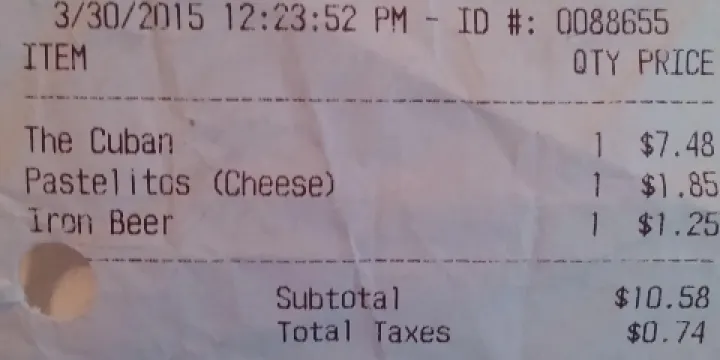 3/30/2015 12:23:52 PM - ID #: 0088655
ITEM QTY PRICE
The Cuban 1 $7.48
Pastelitos (Cheese) 1 $1.85
Iron Beer 1 $1.25
Subtotal $10.58
Total Taxes $0.74